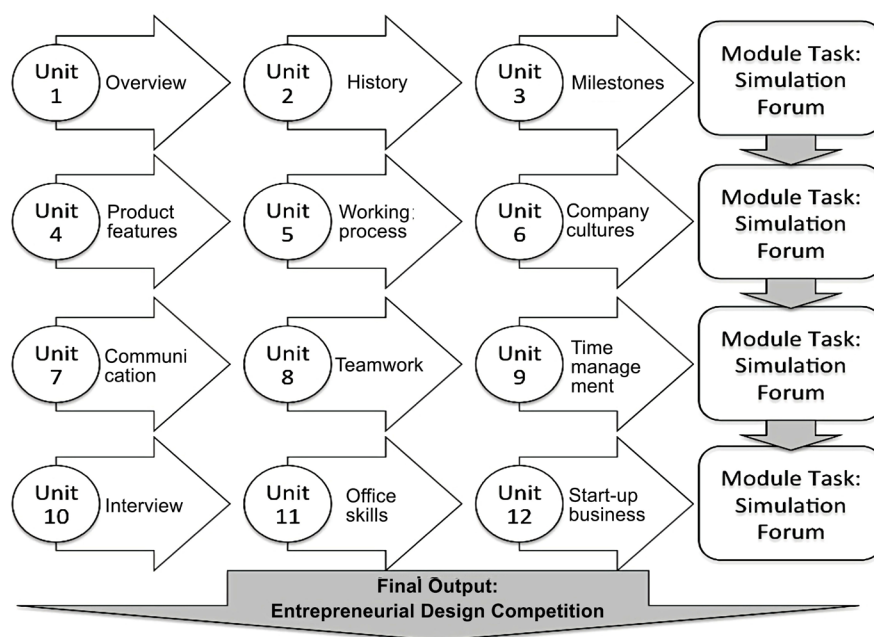 Unit
1
Overview
Unit
2
History
Unit
3
Milestones
Module Task:
Simulation
Forum
Unit
4
Product
features
Unit
5
Working:
process
Unit
6
Company
cultures
Module Task:
Simulation
Forum
Unit
7
Communi
cation
Unit
8
Teamwork
Unit
9
Time
manage
ment
Module Task:
Simulation
Forum
Unit
10
Interview
Unit
11
Office
skills
Unit
12
Start-up
business
Module Task:
Simulation
Forum
Final Output:
Entrepreneurial Design Competition